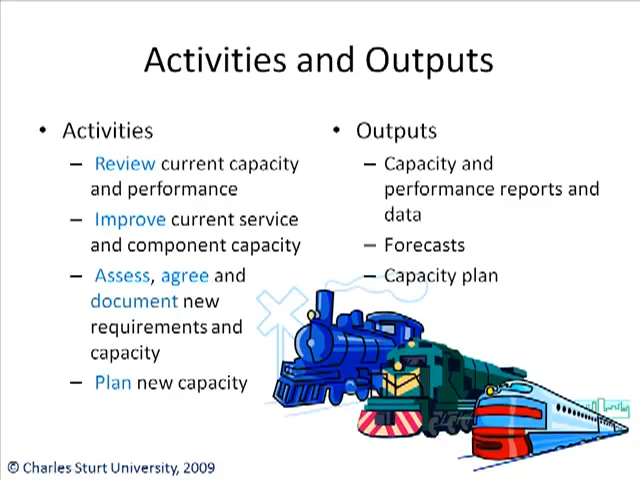 Activities and Outputs
• Activities
– Review current capacity
and performance
– Improve current service
and component capacity
– Assess, agree and
document new
requirements and
capacity
– Plan new capacity
• Outputs
– Capacity and
performance reports and
data
– Forecasts
– Capacity plan
© Charles Sturt University, 2009